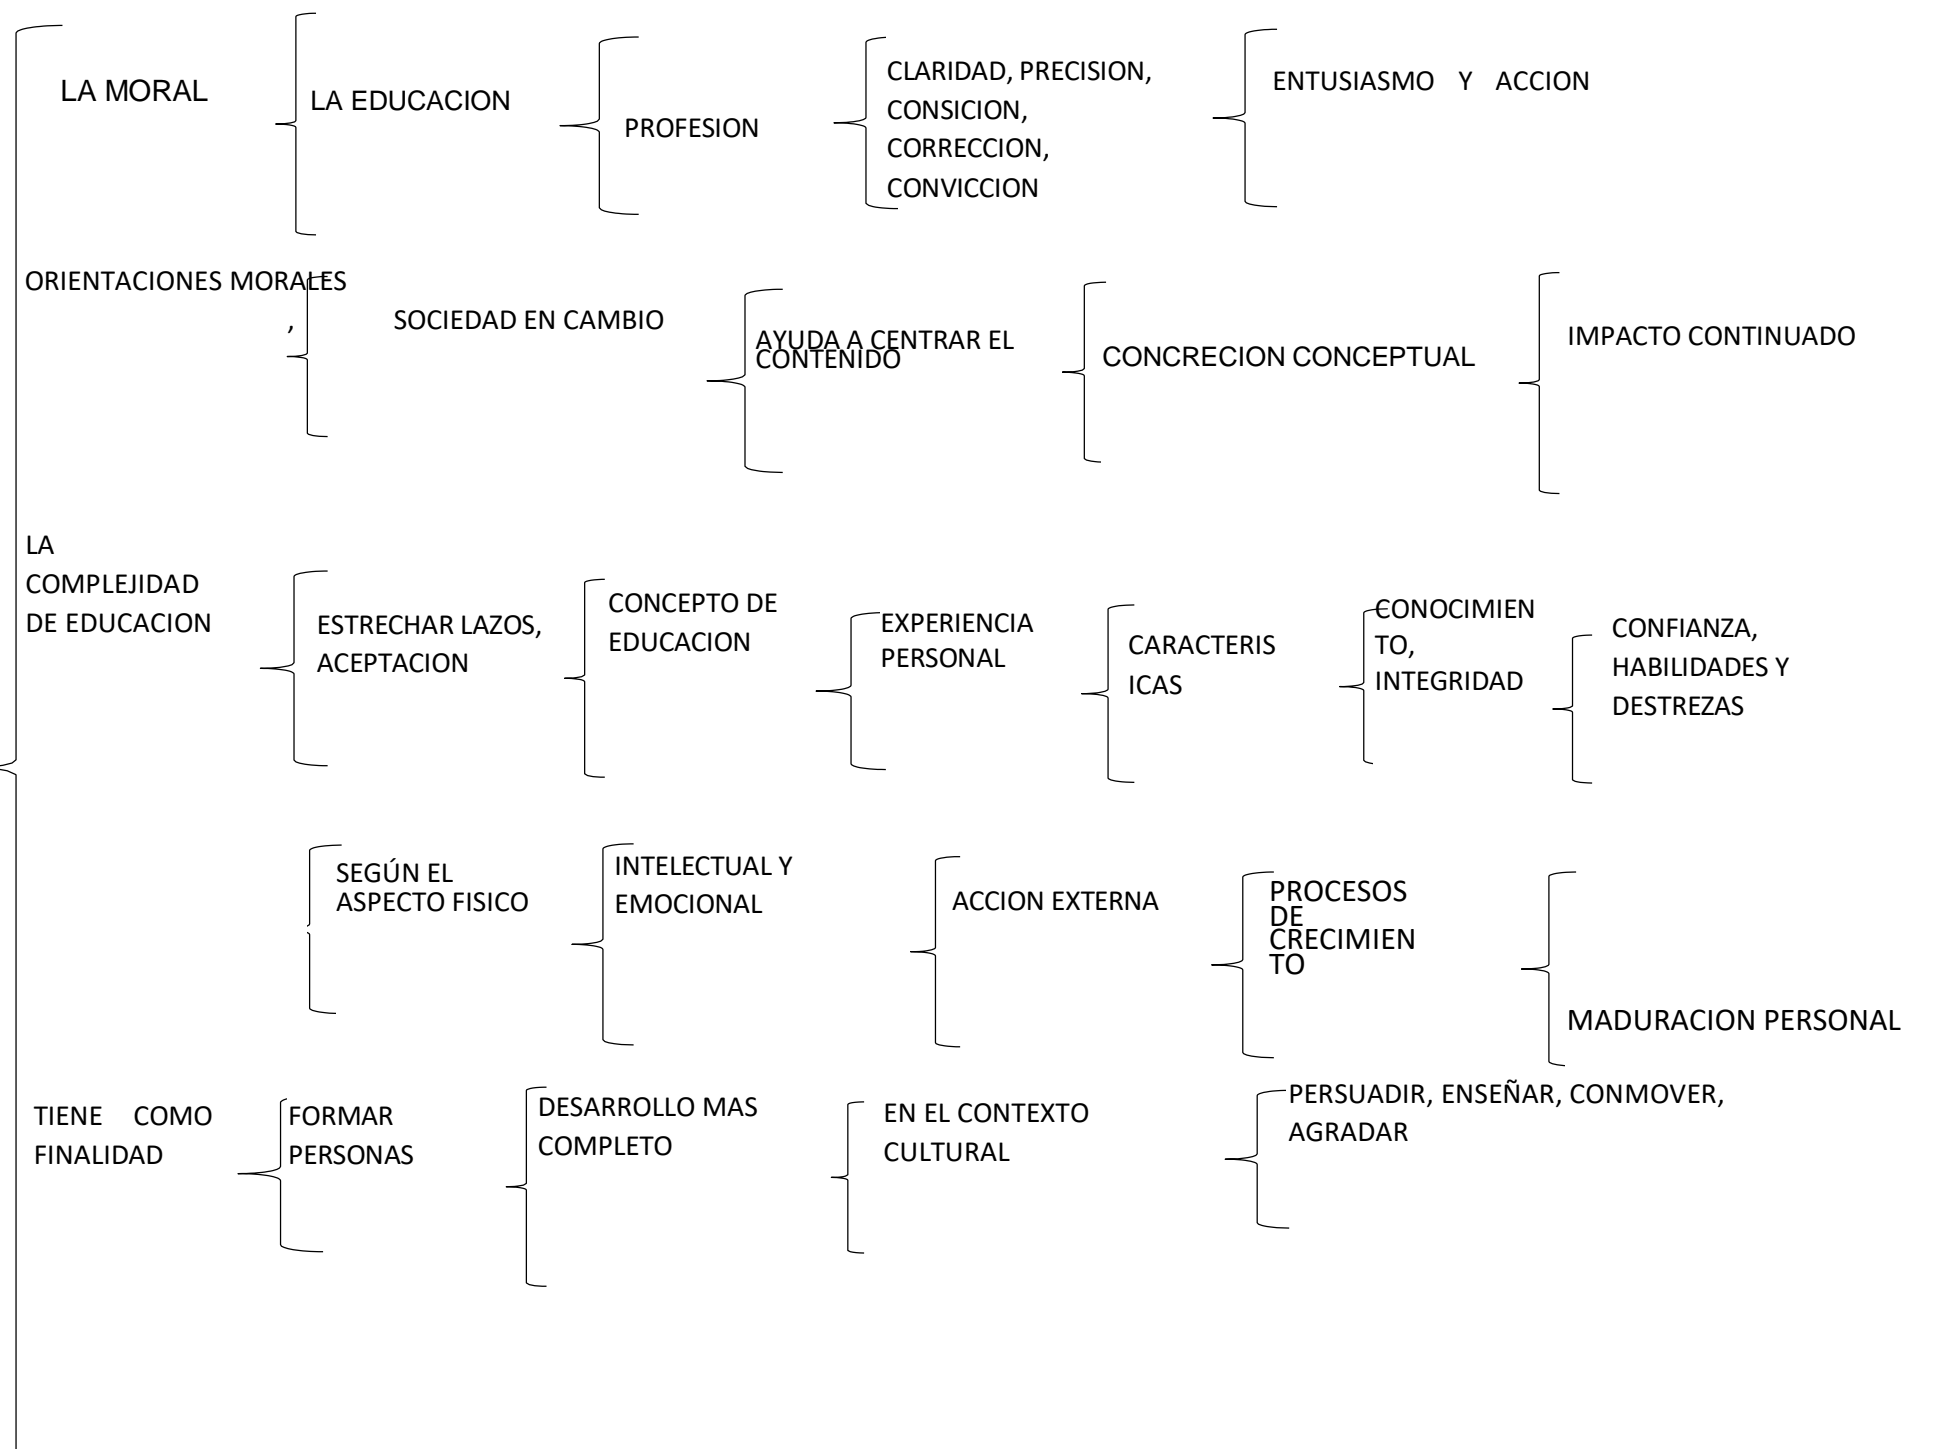 LA MORAL
LA EDUCACION
PROFESION
CLARIDAD, PRECISION,
CONSICION,
CORRECCION,
CONVICCION
ENTUSIASMO Y ACCION
ORIENTACIONES MORALES
,
SOCIEDAD EN CAMBIO
AYUDA A CENTRAR EL
CONTENIDO
CONCRECION CONCEPTUAL
IMPACTO CONTINUADO
LA
COMPLEJIDAD
DE EDUCACION
ESTRECHAR LAZOS,
ACEPTACION
CONCEPTO DE
EDUCACION
EXPERIENCIA
PERSONAL
CARACTERIS
ICAS
CONOCIMIEN
TO,
INTEGRIDAD
CONFIANZA,
HABILIDADES Y
DESTREZAS
SEGÚN EL
ASPECTO FISICO
INTELECTUAL Y
EMOCIONAL
ACCION EXTERNA
PROCESOS
DE
CRECIMIEN
TO
MADURACION PERSONAL
TIENE COMO
FINALIDAD
FORMAR
PERSONAS
DESARROLLO MAS
COMPLETO
EN EL CONTEXTO
CULTURAL
PERSUADIR, ENSEÑAR, CONMOVER,
AGRADAR